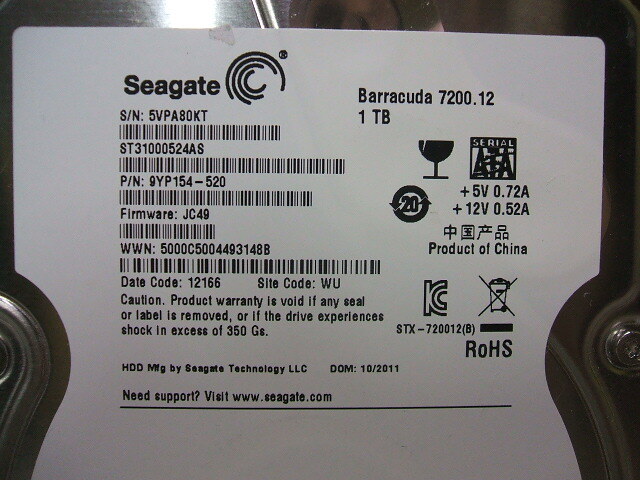 Seagate
Barracuda 7200.12
1 TB
S/N: 5VPA80KT
ST31000524AS
SERIAL
ATA
P/N: 9YP154-520
20
+5V 0.72A
+12V 0.52A
Firmware: JC49
中国产品
Product of China
WWN: 5000C5004493148B
Date Code: 12166 Site Code: WU
Caution. Product warranty is void if any seal
or label is removed, or if the drive experiences
shock in excess of 350 Gs.
STX-720012(B)
RoHS
HDD Mfg by Seagate Technology LLC DOM: 10/2011
Need support? Visit www.seagate.com